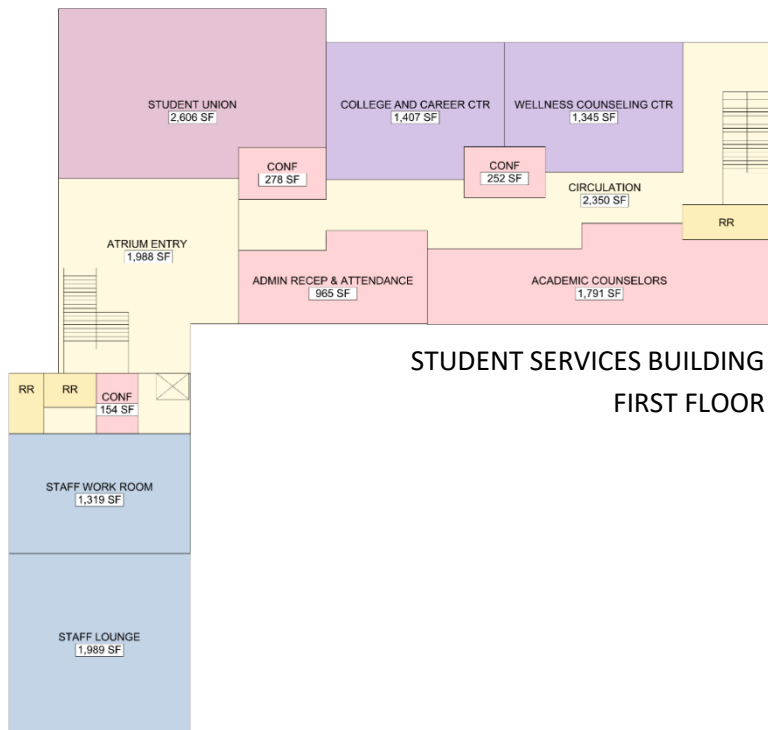 STUDENT UNION
2,606 SF
COLLEGE AND CAREER CTR
1,407 SF
WELLNESS COUNSELING CTR
1,345 SF
CONF
278 SF
CONF
252 SF
CIRCULATION
2,350 SF
RR
ATRIUM ENTRY
1,988 SF
ADMIN RECEP & ATTENDANCE
965 SF
ACADEMIC COUNSELORS
1,791 SF
STUDENT SERVICES BUILDING
FIRST FLOOR
RR
RR
CONF
154 SF
STAFF WORK ROOM
1,319 SF
STAFF LOUNGE
1,989 SF